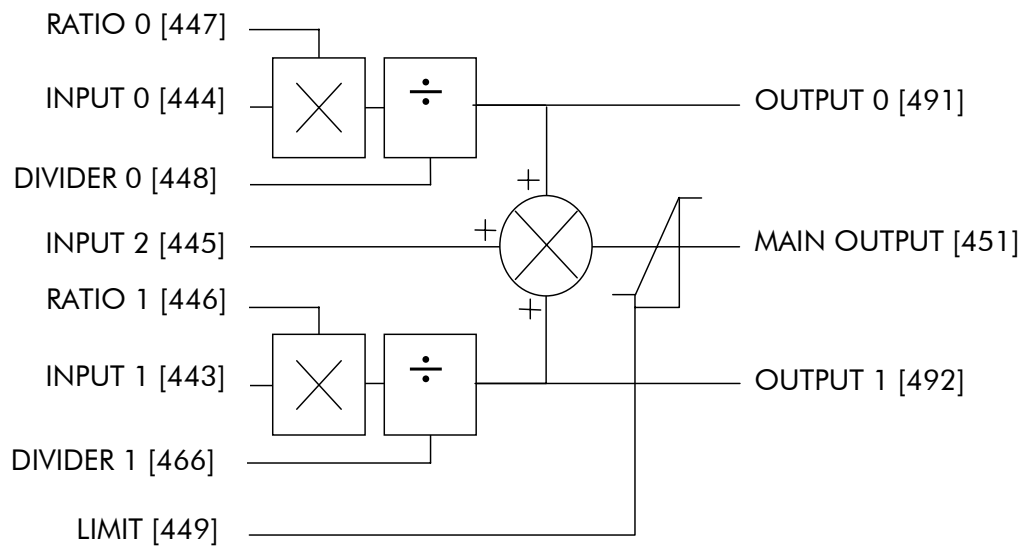 RATIO 0 [447]
INPUT 0 [444]
OUTPUT 0 [491]
DIVIDER 0 [448]
INPUT 2 [445]
MAIN OUTPUT [451]
RATIO 1 [446]
INPUT 1 [443]
OUTPUT 1 [492]
DIVIDER 1 [466]
LIMIT [449]